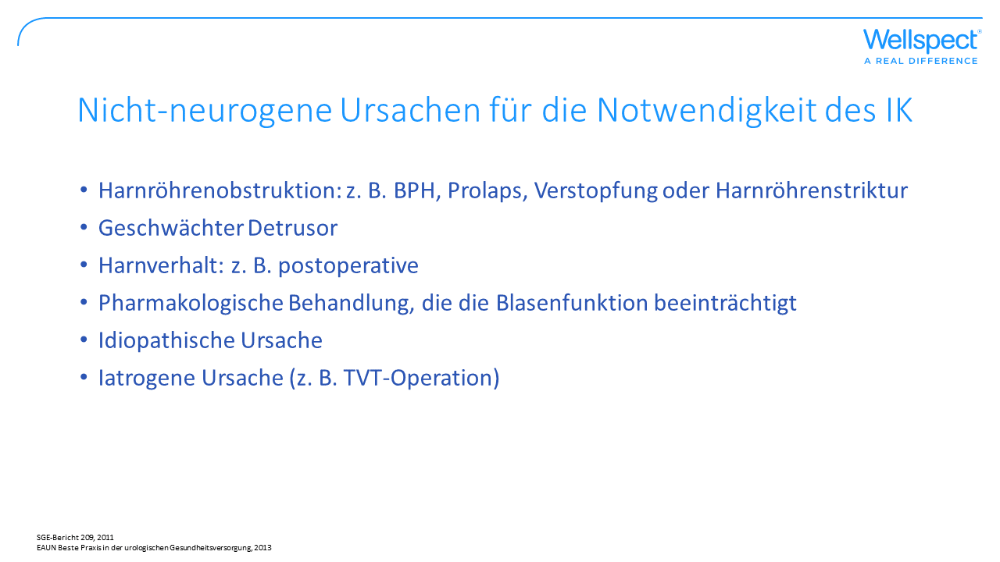 Wellspect®
A REAL DIFFERENCE
Nicht-neurogene Ursachen für die Notwendigkeit des IK
• Harnröhrenobstruktion: z. B. BPH, Prolaps, Verstopfung oder Harnröhrenstriktur
• Geschwächter Detrusor
• Harnverhalt: z. B. postoperative
• Pharmakologische Behandlung, die die Blasenfunktion beeinträchtigt
• Idiopathische Ursache
• Iatrogene Ursache (z. B. TVT-Operation)
SGE-Bericht 209, 2011
EAUN Beste Praxis in der urologischen Gesundheitsversorgung, 2013